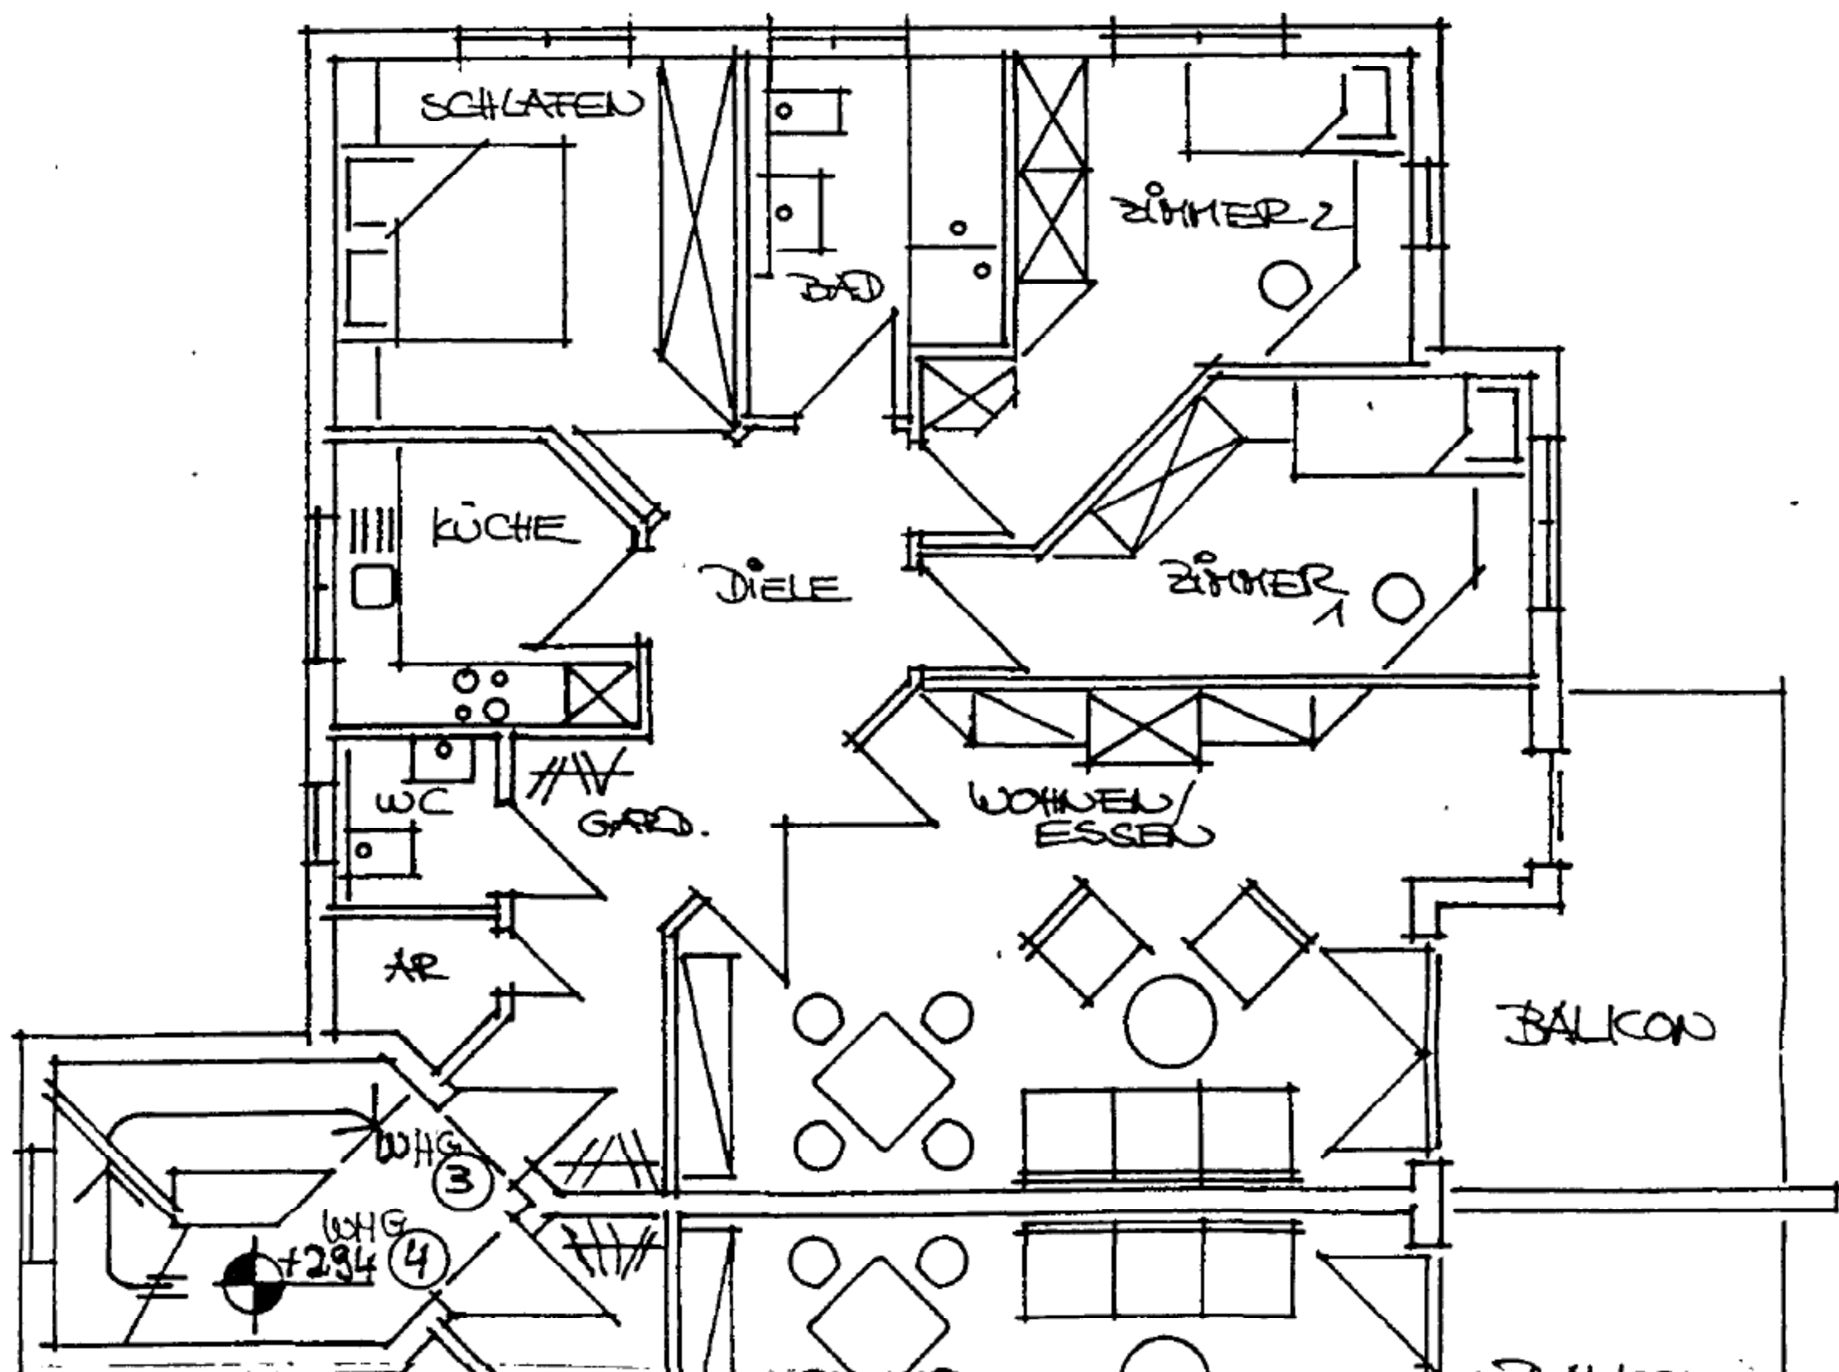 SCHLAFEN
BAD
ZiMMER 2
KÜCHE
DiELE
ZiMMER
1
WC
GARD.
WOHNEN/
ESSEN
AR
BALKON
WHG
3
WHG
4
+294